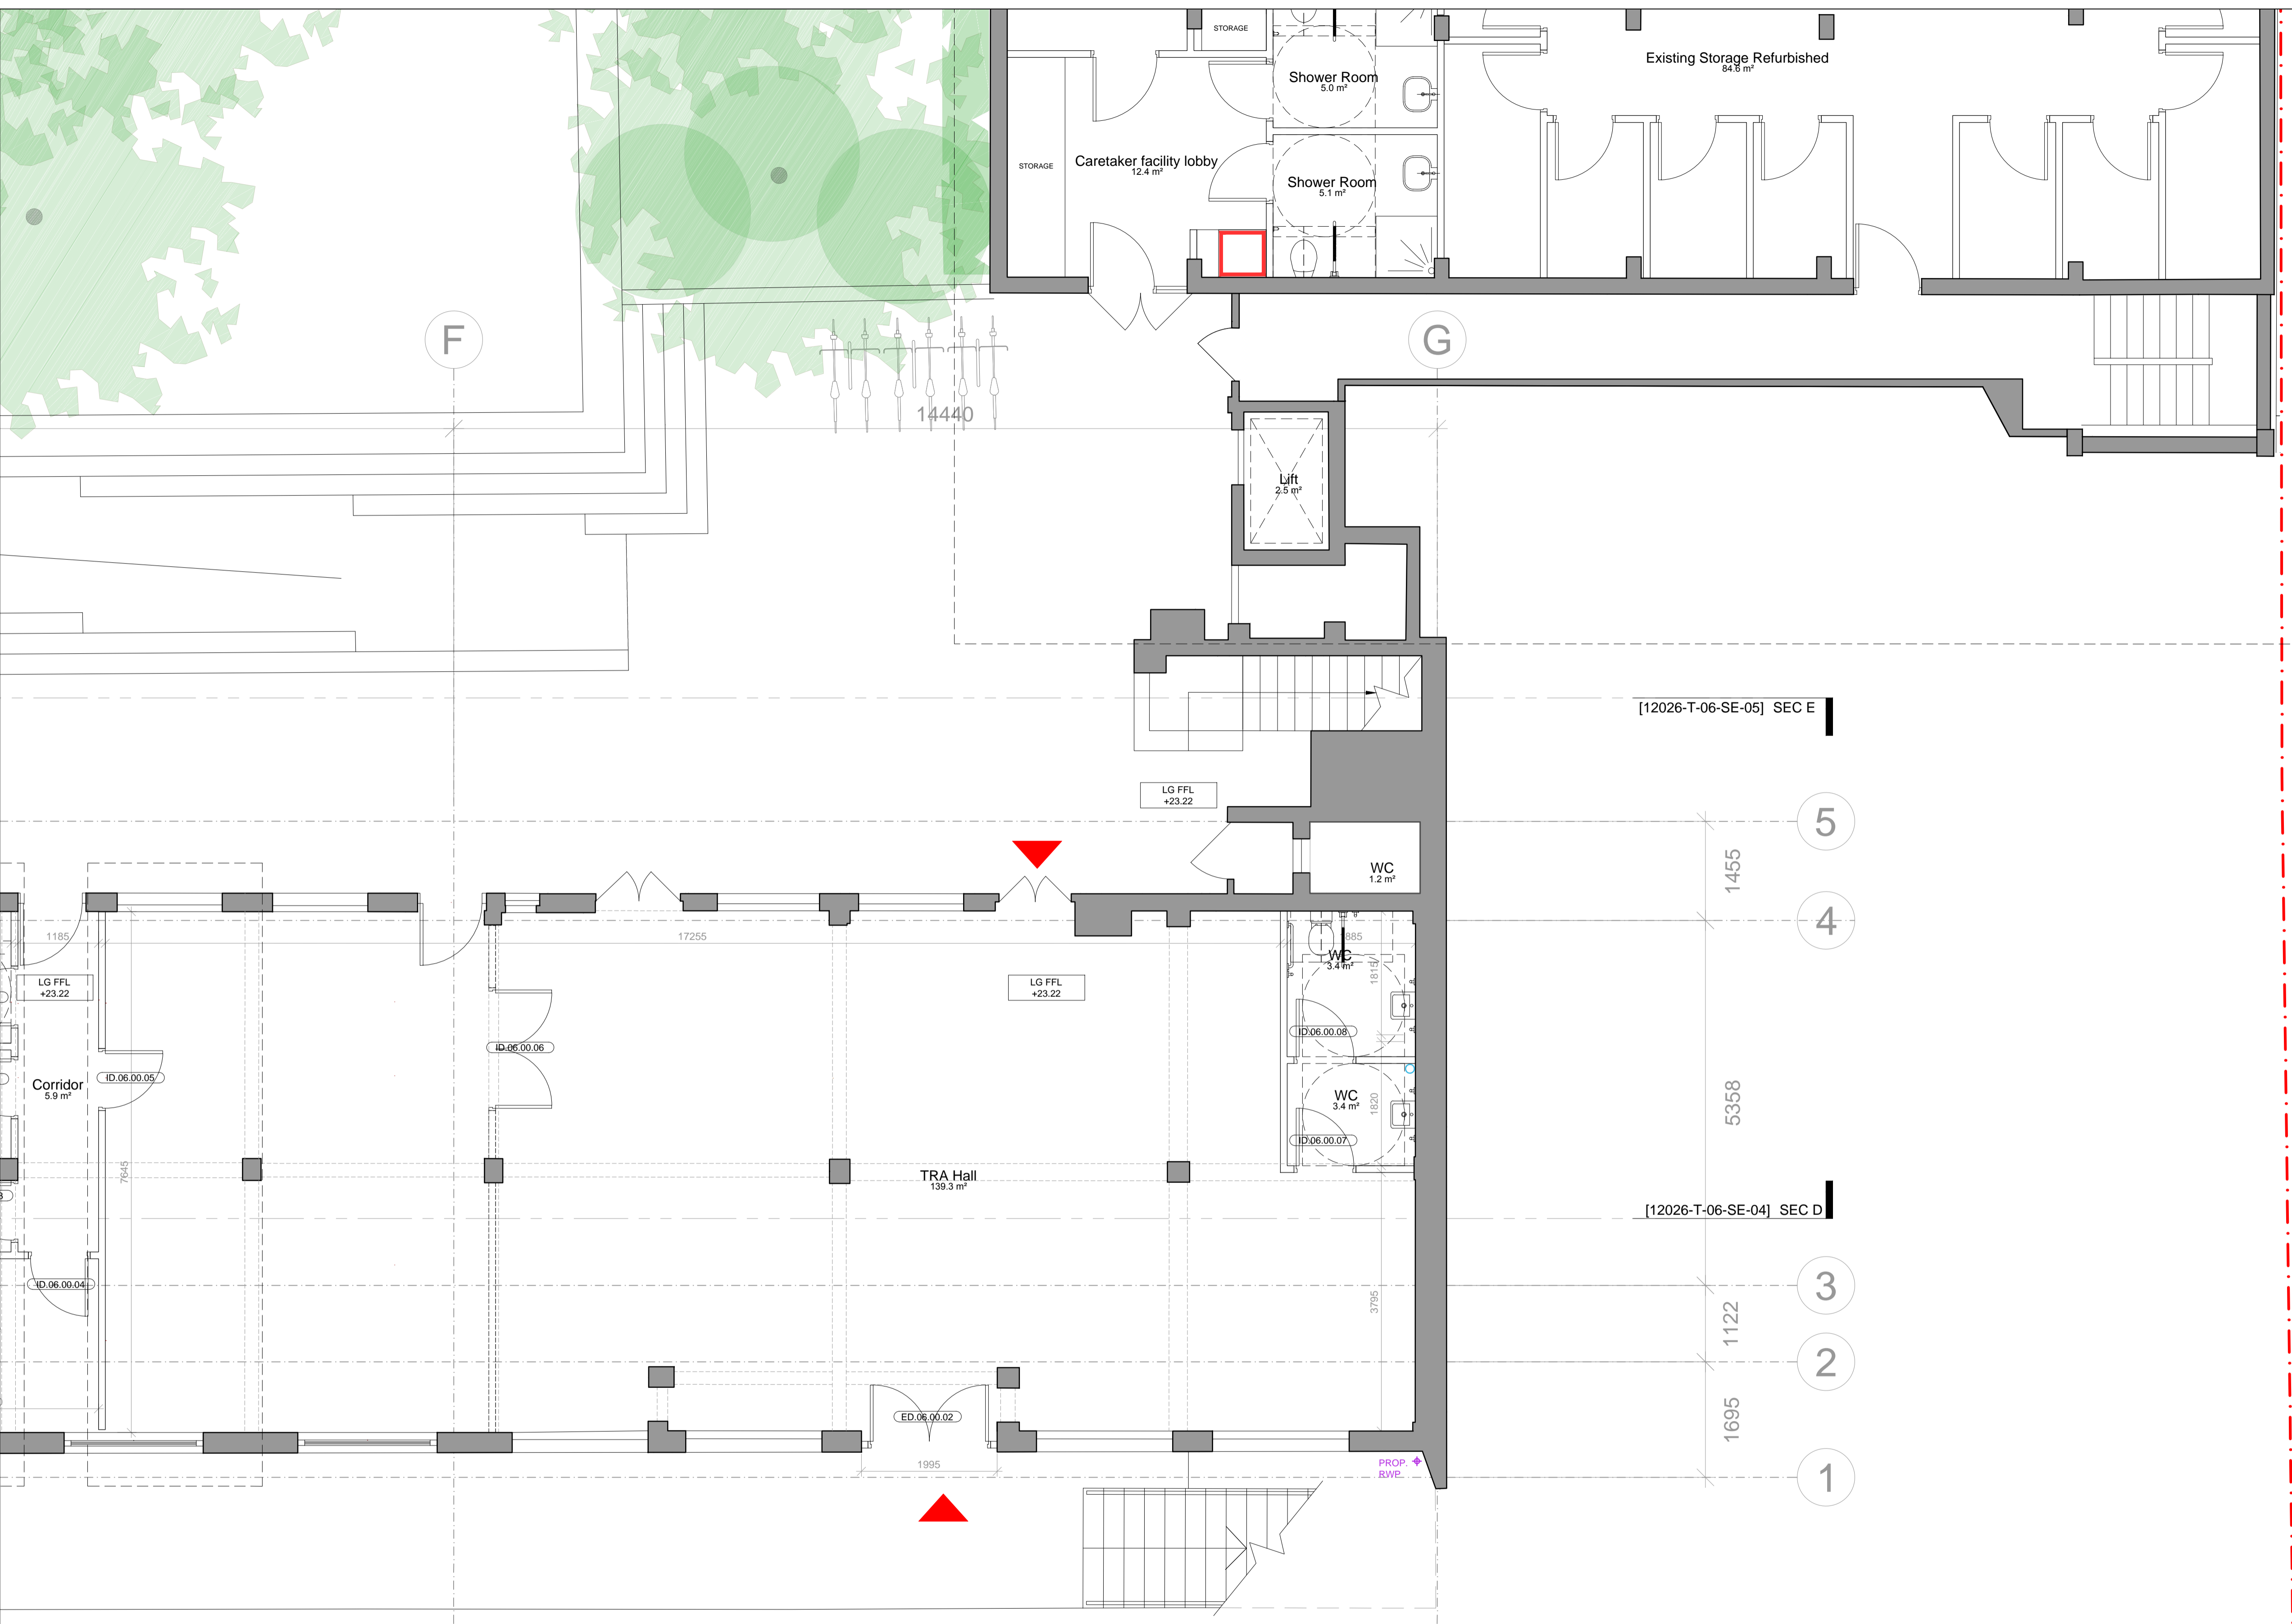 STORAGE
Existing Storage Refurbished
84.6 m²
Shower Room
5.0 m²
STORAGE
Caretaker facility lobby
12.4 m²
Shower Room
5.1 m²
F
G
14440
Lift
2.5 m²
[12026-T-06-SE-05] SEC E
LG FFL
+23.22
5
1455
WC
1.2 m²
4
1185
17255
WC
3.4 m²
1815
LG FFL
+23.22
LG FFL
+23.22
ID.06.00.08
ID.06.00.06
ID.06.00.05
Corridor
5.9 m²
WC
3.4 m²
1820
5358
ID.06.00.07
7645
TRA Hall
139.3 m²
[12026-T-06-SE-04] SEC D
ID.06.00.04
3
3795
1122
2
ED.06.00.02
1695
1995
PROP.
RWP
1